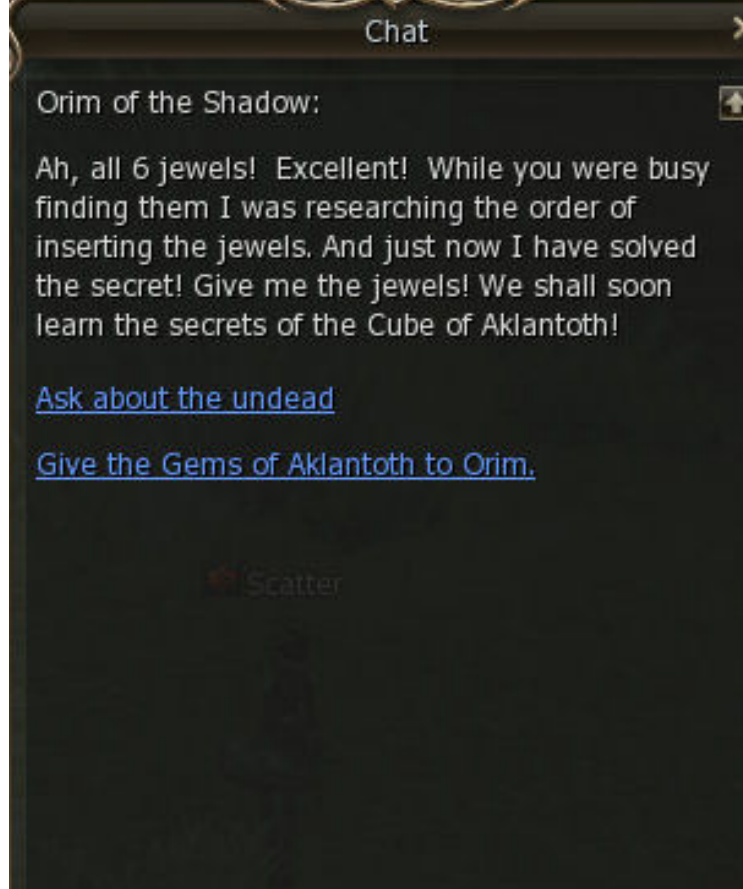 Chat
Orim of the Shadow:
Ah, all 6 jewels!  Excellent!  While you were busy
finding them I was researching the order of
inserting the jewels. And just now I have solved
the secret! Give me the jewels! We shall soon
learn the secrets of the Cube of Aklantoth!
Ask about the undead
Give the Gems of Aklantoth to Orim.
Scatter